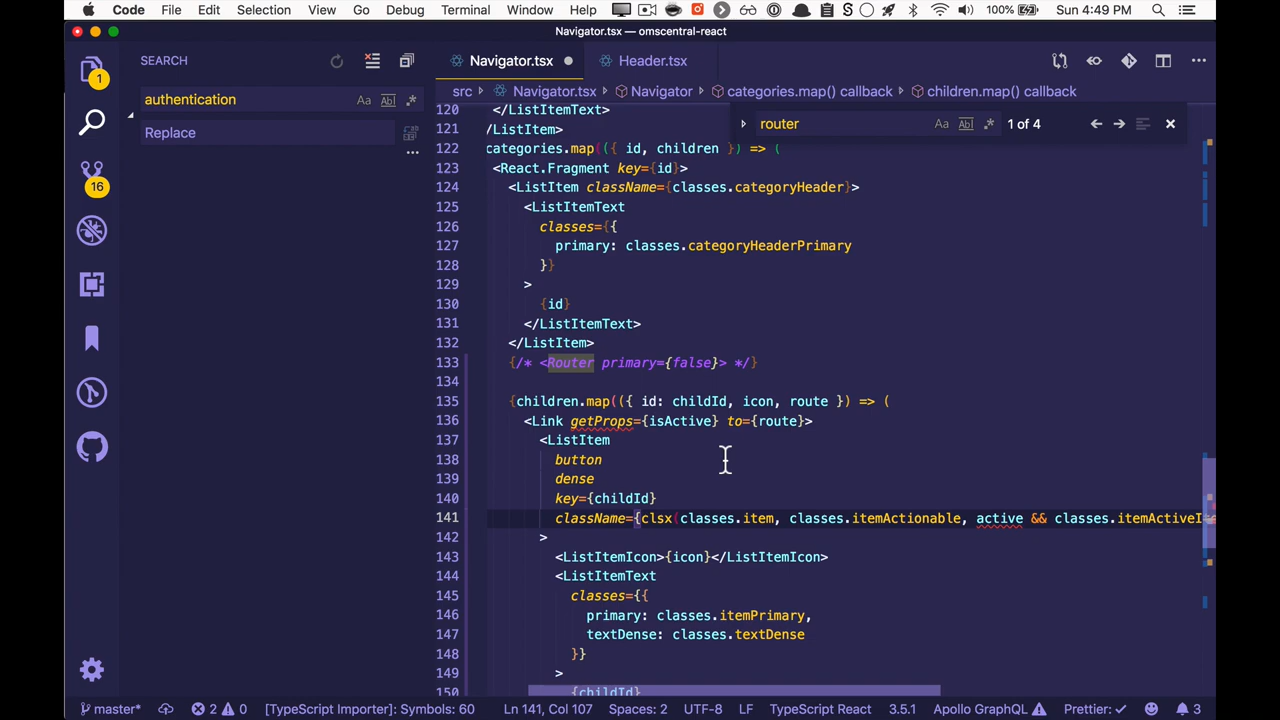 Code File Edit Selection View Go Debug Terminal Window Help 100% Sun 4:49 PM
Navigator.tsx — omscentral-react
SEARCH
Navigator.tsx
Header.tsx
1
authentication
Aa Abl .*
Replace
...
16
src > Navigator.tsx > Navigator > categories.map() callback > children.map() callback
router
Aa Abl .* 1 of 4
120 </ListItemText>
121 /ListItem>
122 categories.map(({ id, children }) => (
123 <React.Fragment key={id}>
124 <ListItem className={classes.categoryHeader}>
125 <ListItemText
126 classes={{
127 primary: classes.categoryHeaderPrimary
128 }}
129 >
130 {id}
131 </ListItemText>
132 </ListItem>
133 {/* <Router primary={false}> */}
134
135 {children.map(({ id: childId, icon, route }) => (
136 <Link getProps={isActive} to={route}>
137 <ListItem
138 button
139 dense
140 key={childId}
141 className={clsx(classes.item, classes.itemActionable, active && classes.itemActiveI
142 >
143 <ListItemIcon>{icon}</ListItemIcon>
144 <ListItemText
145 classes={{
146 primary: classes.itemPrimary,
147 textDense: classes.textDense
148 }}
149 >
150 {childId}
master* 2 0 [TypeScript Importer]: Symbols: 60 Ln 141, Col 107 Spaces: 2 UTF-8 LF TypeScript React 3.5.1 Apollo GraphQL Prettier: ✓ 3